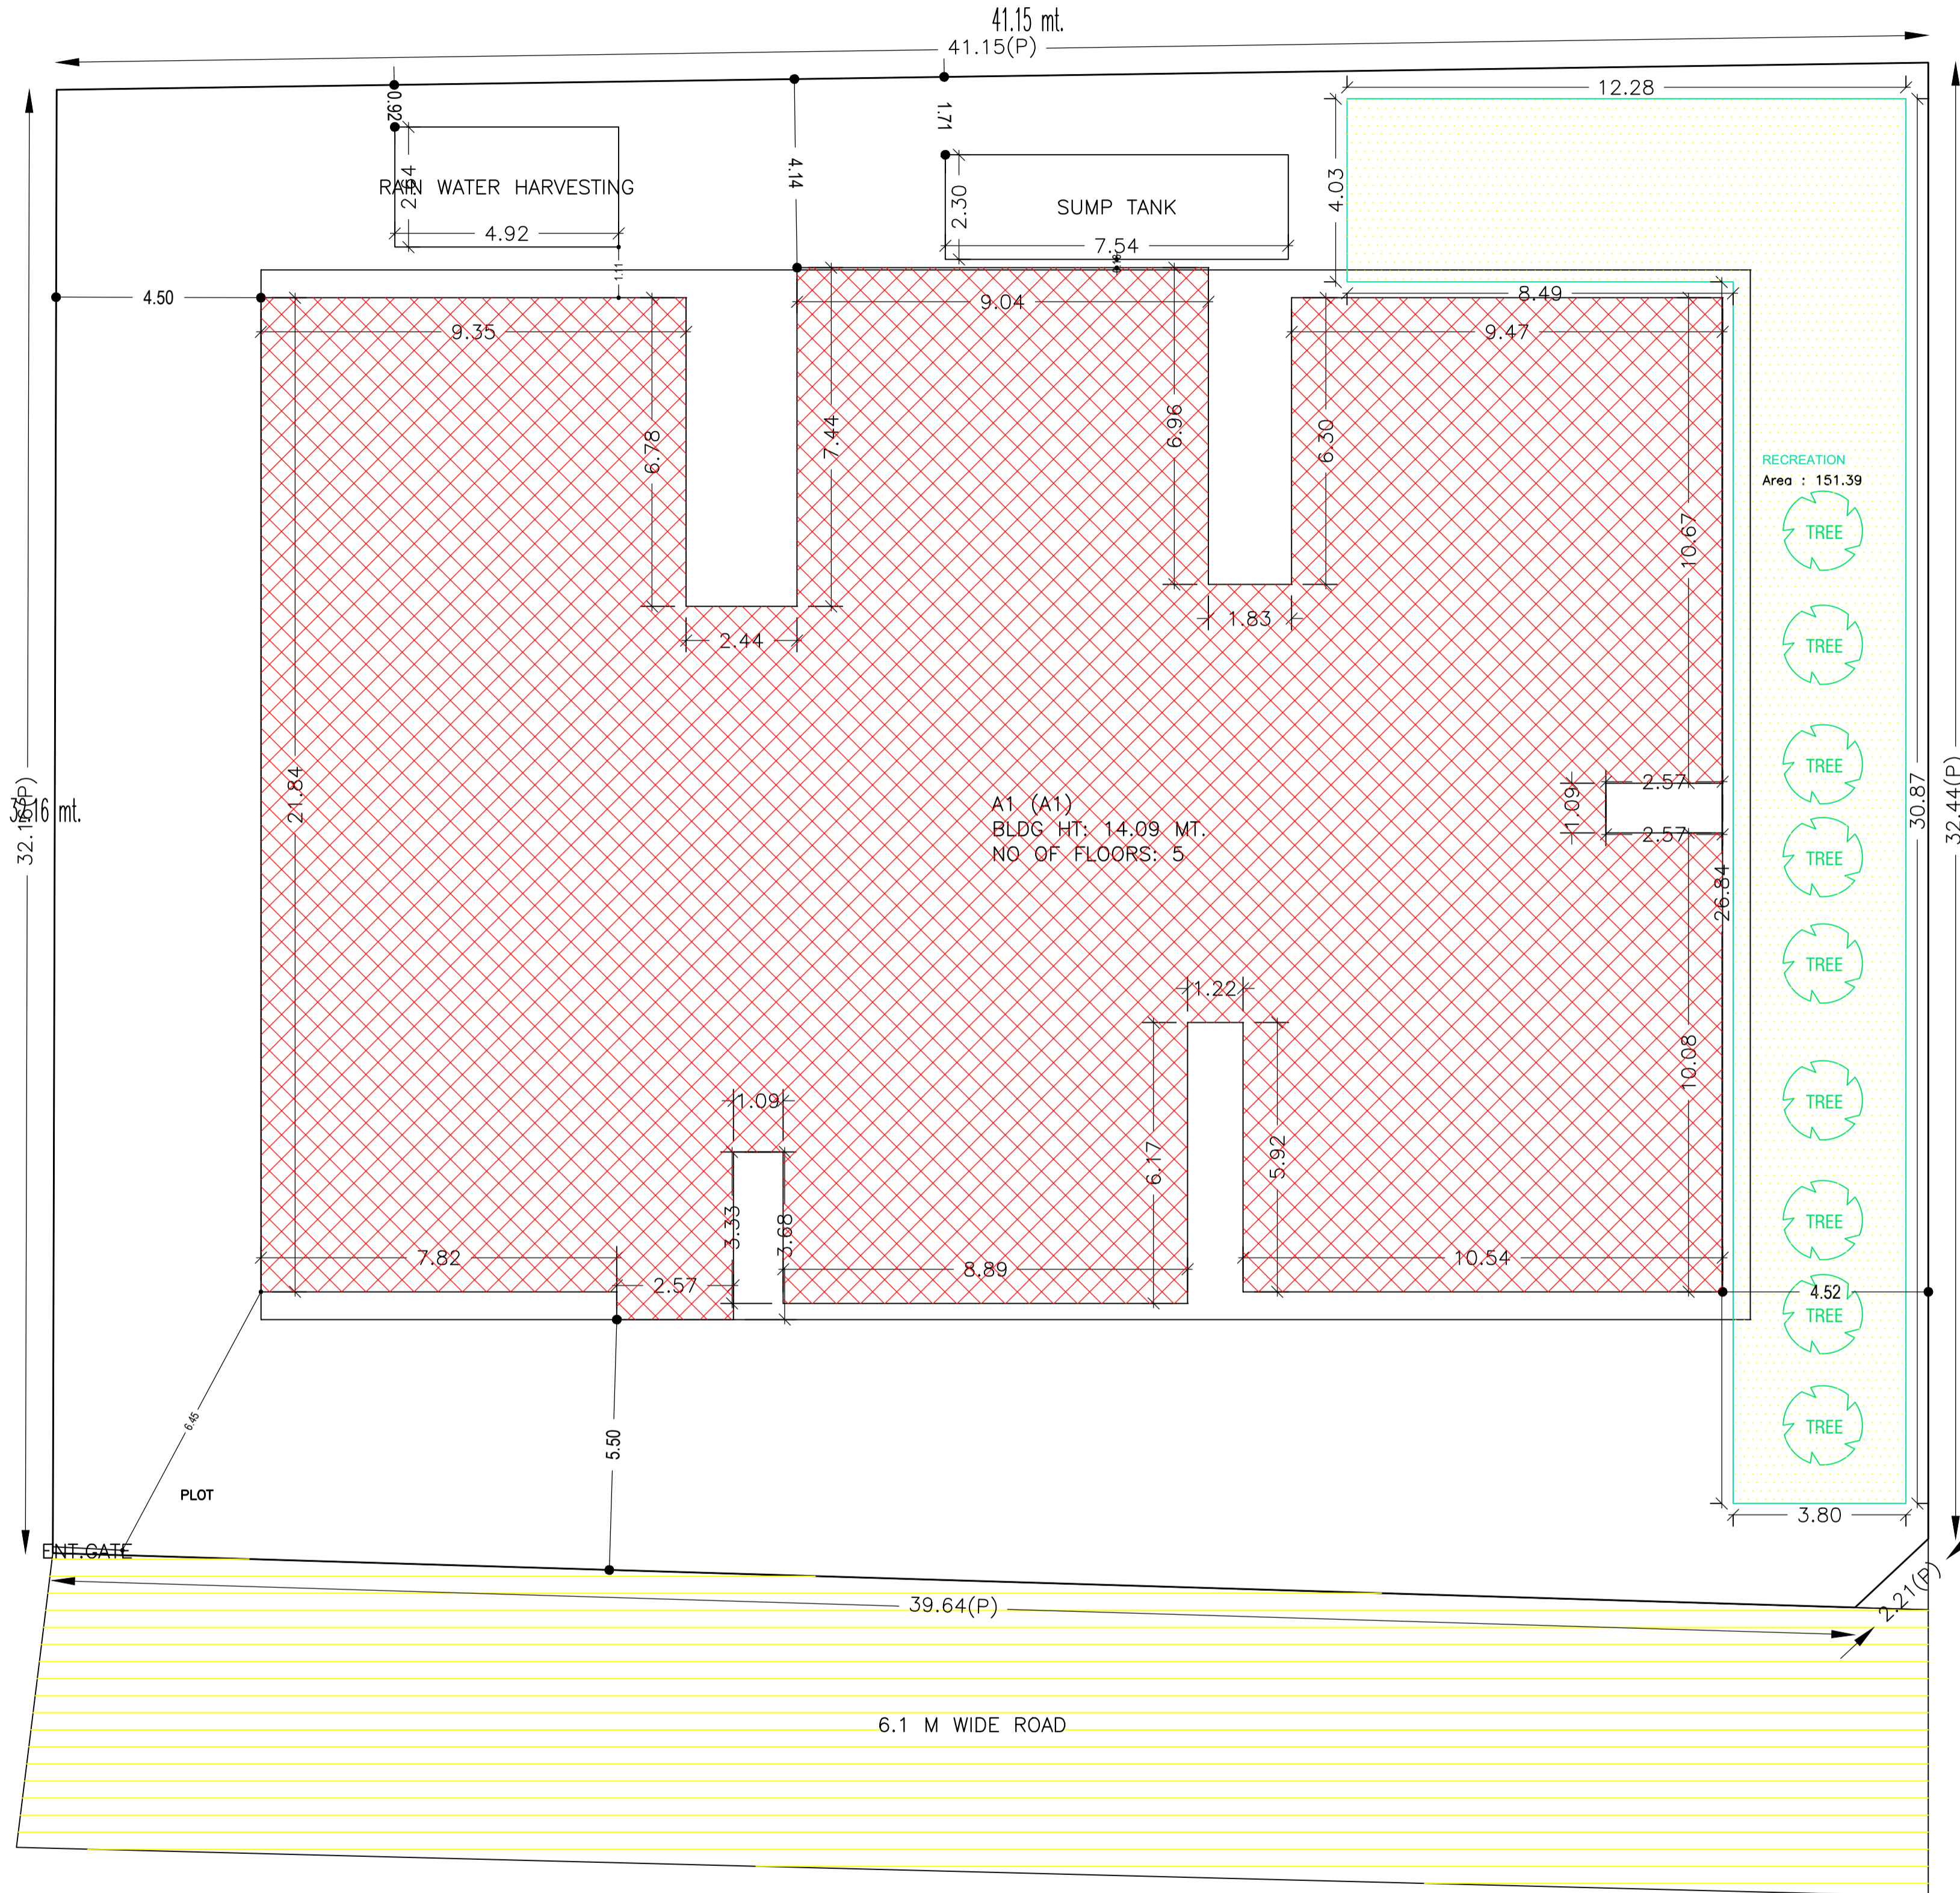 41.15 mt.
41.15(P)
12.28
0.92
1.71
4.14
2.64
RAIN WATER HARVESTING
4.92
2.30
SUMP TANK
7.54
4.03
1.11
4.50
9.35
9.04
8.49
9.47
6.78
7.44
6.96
6.30
RECREATION
Area : 151.39
10.67
TREE
2.44
1.83
TREE
TREE
2.57
1.09
2.57
21.84
A1 (A1)
BLDG HT: 14.09 MT.
NO OF FLOORS: 5
30.87
32.44(P)
32.16 mt.
TREE
26.84
TREE
1.22
10.08
1.09
TREE
6.17
5.92
3.33
3.68
TREE
7.82
2.57
8.89
10.54
4.52
TREE
6.45
5.50
TREE
PLOT
3.80
ENT.GATE
39.64(P)
2.21(P)
6.1 M WIDE ROAD